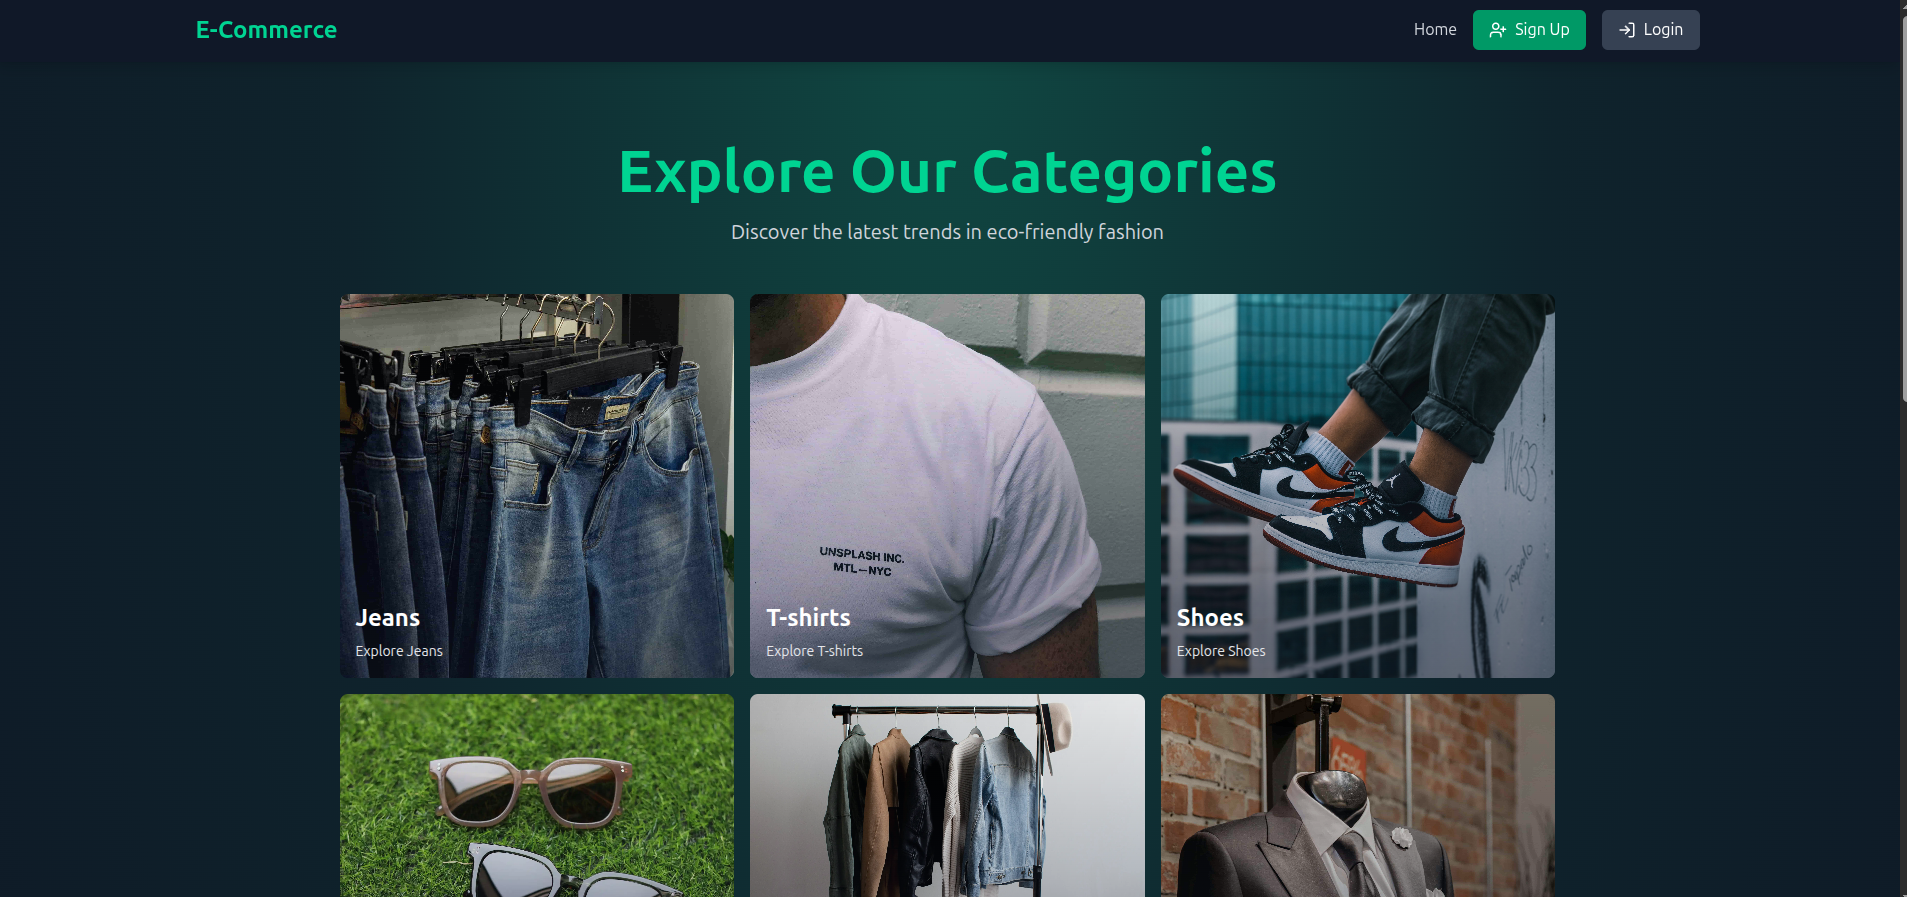 E-Commerce
Home
Sign Up
Login
Explore Our Categories
Discover the latest trends in eco-friendly fashion
UNSPLASH INC.
MTL—NYC
Jeans
Explore Jeans
T-shirts
Explore T-shirts
Shoes
Explore Shoes